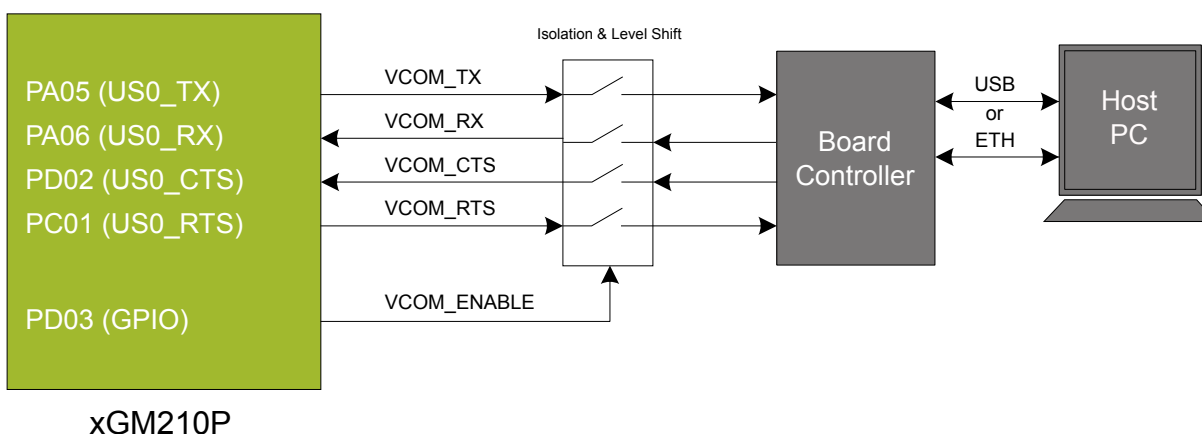 Isolation & Level Shift
PA05 (US0_TX)
VCOM_TX
PA06 (US0_RX)
VCOM_RX
PD02 (US0_CTS)
VCOM_CTS
PC01 (US0_RTS)
VCOM_RTS
PD03 (GPIO)
VCOM_ENABLE
Board
Controller
USB
or
ETH
Host
PC
xGM210P